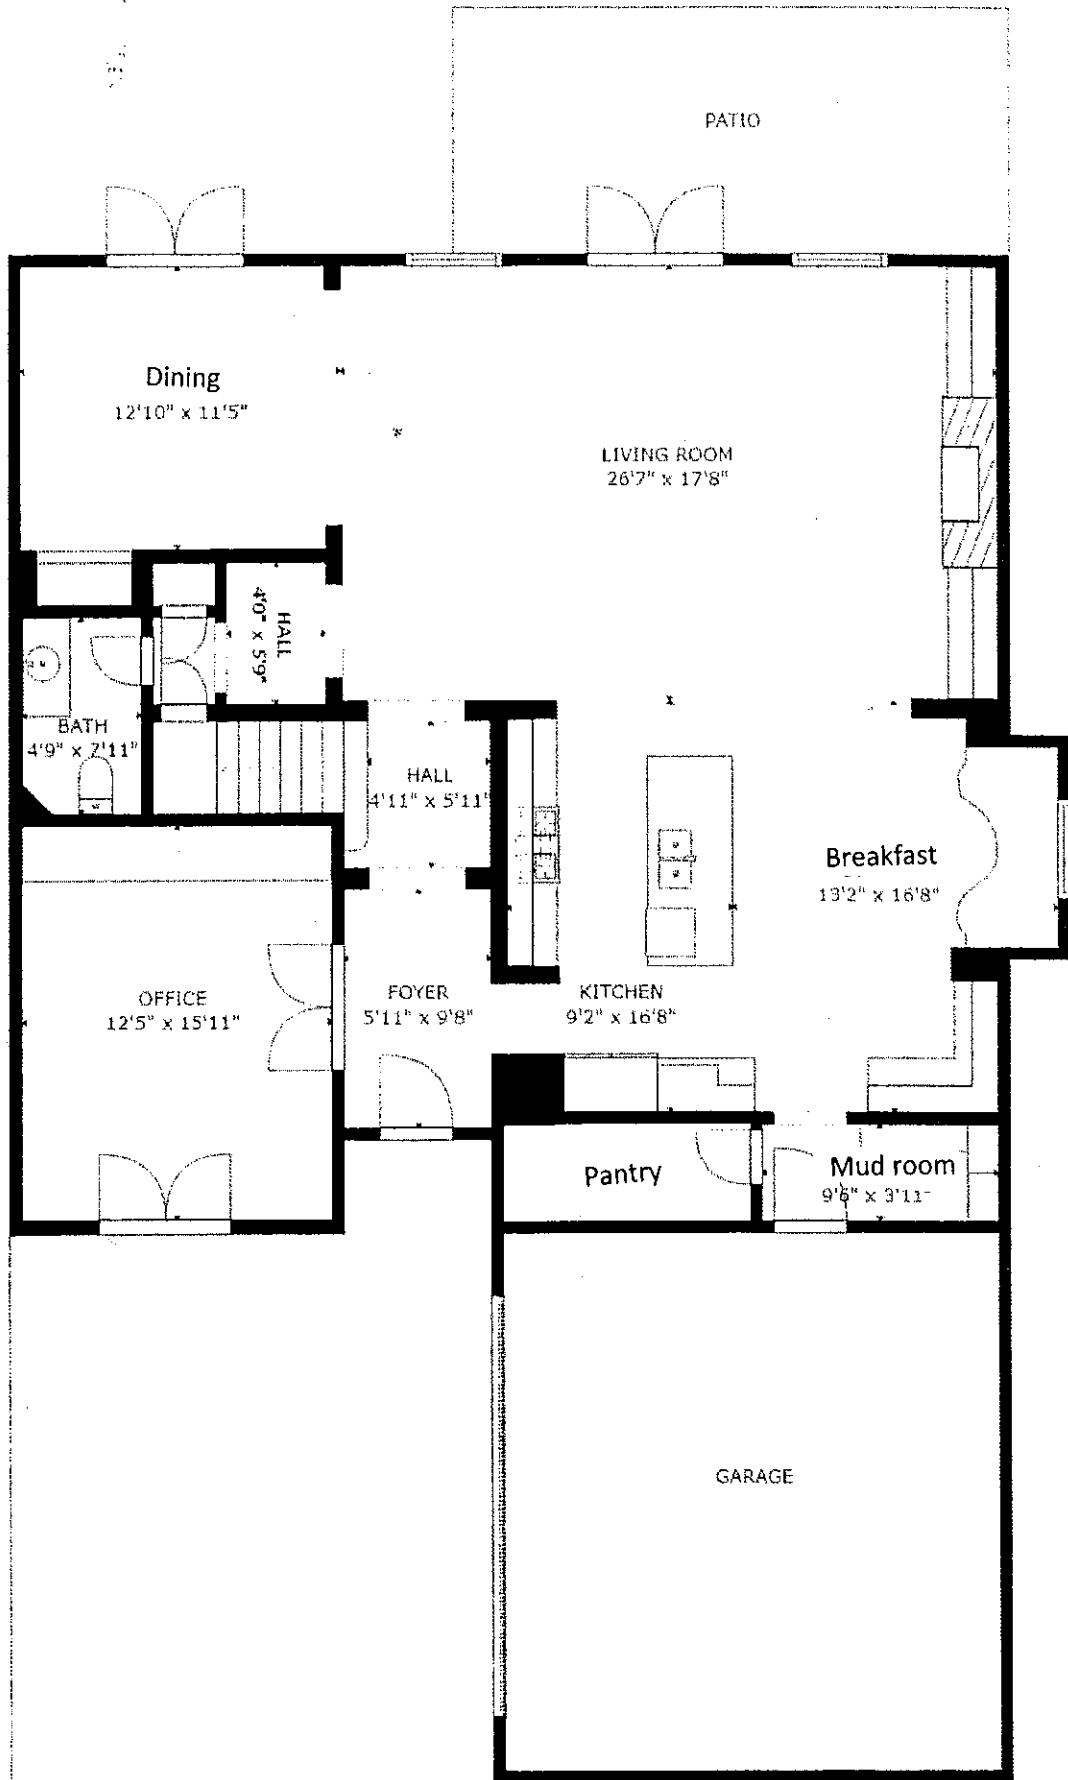 PATIO
Dining
12'10" x 11'5"
LIVING ROOM
26'7" x 17'8"
HALL
4'0" x 5'9"
BATH
4'9" x 7'11"
HALL
4'11" x 5'11"
Breakfast
13'2" x 16'8"
OFFICE
12'5" x 15'11"
FOYER
5'11" x 9'8"
KITCHEN
9'2" x 16'8"
Pantry
Mud room
9'6" x 3'11"
GARAGE